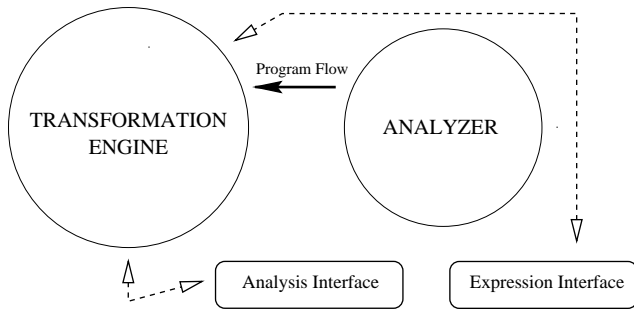 Program Flow
TRANSFORMATION
ENGINE
ANALYZER
Analysis Interface
Expression Interface